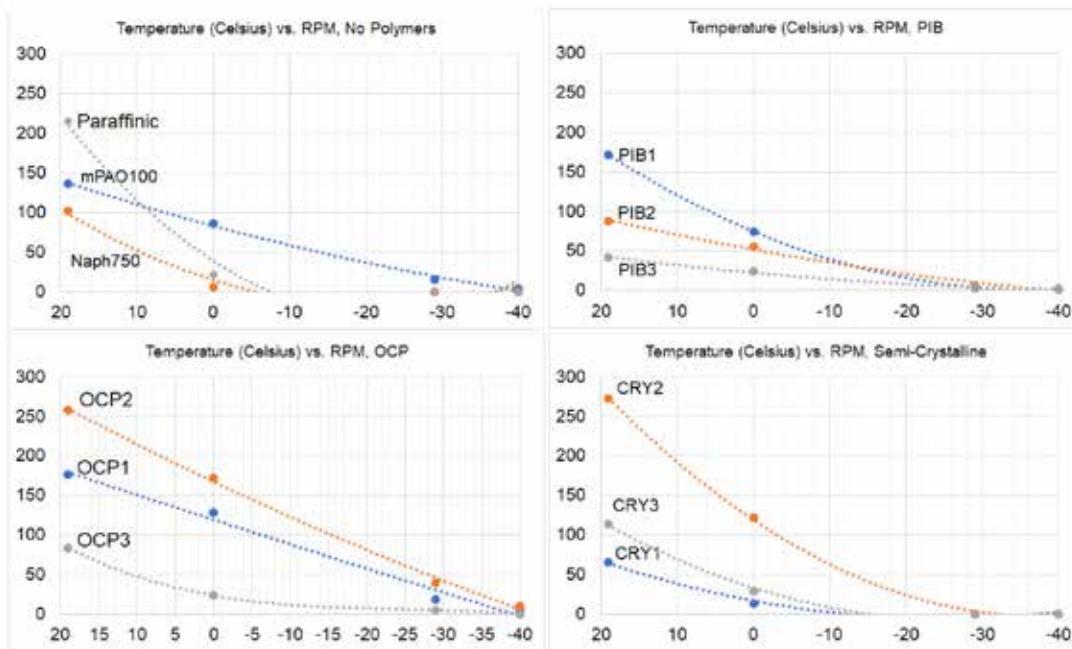 Temperature (Celsius) vs. RPM, No Polymers
300
250
200
150
100
50
0
Paraffinic
mPAO100
Naph750
20 10 0 -10 -20 -30 -40
Temperature (Celsius) vs. RPM, PIB
300
250
200
150
100
50
0
PIB1
PIB2
PIB3
20 10 0 -10 -20 -30 -40
Temperature (Celsius) vs. RPM, OCP
300
250
200
150
100
50
0
OCP2
OCP1
OCP3
20 15 10 5 0 -5 -10 -15 -20 -25 -30 -35 -40
Temperature (Celsius) vs. RPM, Semi-Crystalline
300
250
200
150
100
50
0
CRY2
CRY3
CRY1
20 10 0 -10 -20 -30 -40